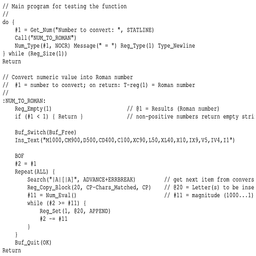 // Main program for testing the function
//
do {
    #1 = Get_Num("Number to convert: ", STATLINE)
    Call("NUM_TO_ROMAN")
    Num_Type(#1, NOCR) Message(" = ") Reg_Type(1) Type_Newline
} while (Reg_Size(1))
Return

// Convert numeric value into Roman number
//  #1 = number to convert; on return: T-reg(1) = Roman number
//
:NUM_TO_ROMAN:
    Reg_Empty(1)                        // @1 = Results (Roman number)
    if (#1 < 1) { Return }              // non-positive numbers return empty stri

    Buf_Switch(Buf_Free)
    Ins_Text("M1000,CM900,D500,CD400,C100,XC90,L50,XL40,X10,IX9,V5,IV4,I1")

    BOF
    #2 = #1
    Repeat(ALL) {
        Search("|A|[|A]", ADVANCE+ERRBREAK)         // get next item from convers
        Reg_Copy_Block(20, CP-Chars_Matched, CP)    // @20 = Letter(s) to be inse
        #11 = Num_Eval()                            // #11 = magnitude (1000...1)
        while (#2 >= #11) {
            Reg_Set(1, @20, APPEND)
            #2 -= #11
        }
    }
    Buf_Quit(OK)
Return